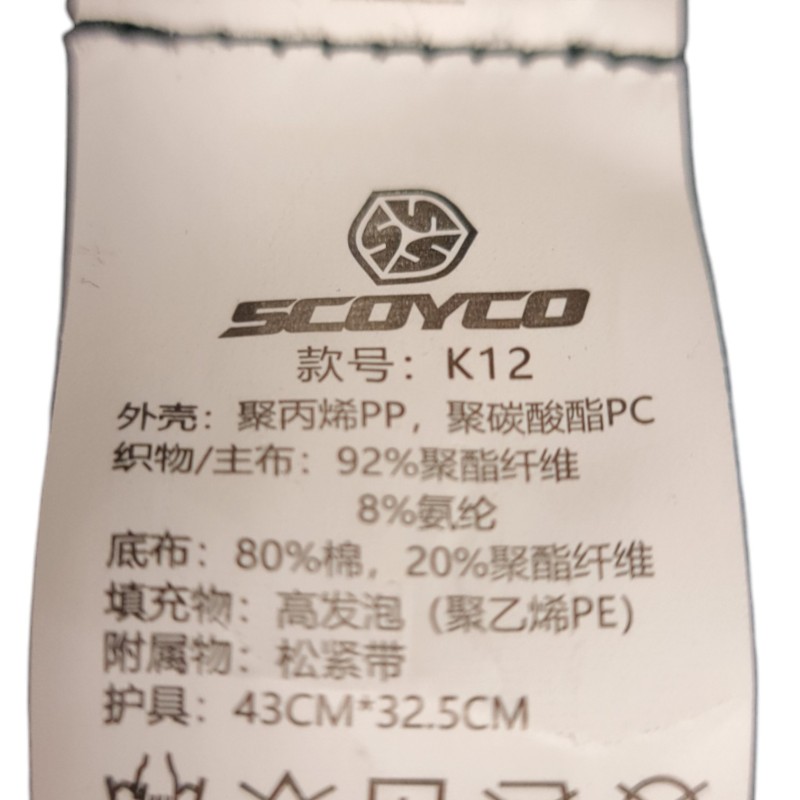 SCOYCO
款号：K12
外壳：聚丙烯PP，聚碳酸酯PC
织物/主布：92%聚酯纤维
8%氨纶
底布：80%棉，20%聚酯纤维
填充物：高发泡（聚乙烯PE）
附属物：松紧带
护具：43CM*32.5CM